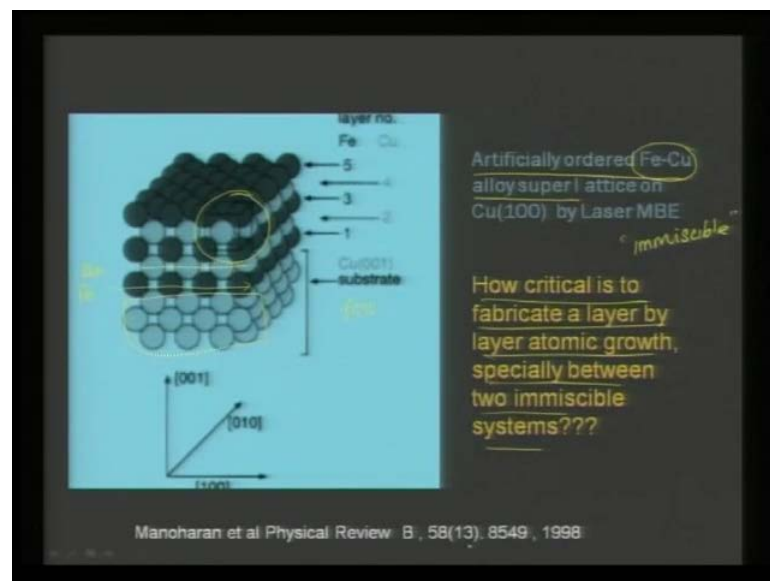 layer no.
Fe Cu
5
4
3
2
1
Cu(001)
substrate
fcc
[001]
[010]
[100]
Artificially ordered Fe-Cu
alloy super l attice on
Cu(100) by Laser MBE
"immiscible"
How critical is to
fabricate a layer by
layer atomic growth,
specially between
two immiscible
systems???
Manoharan et al Physical Review B , 58(13). 8549 , 1998